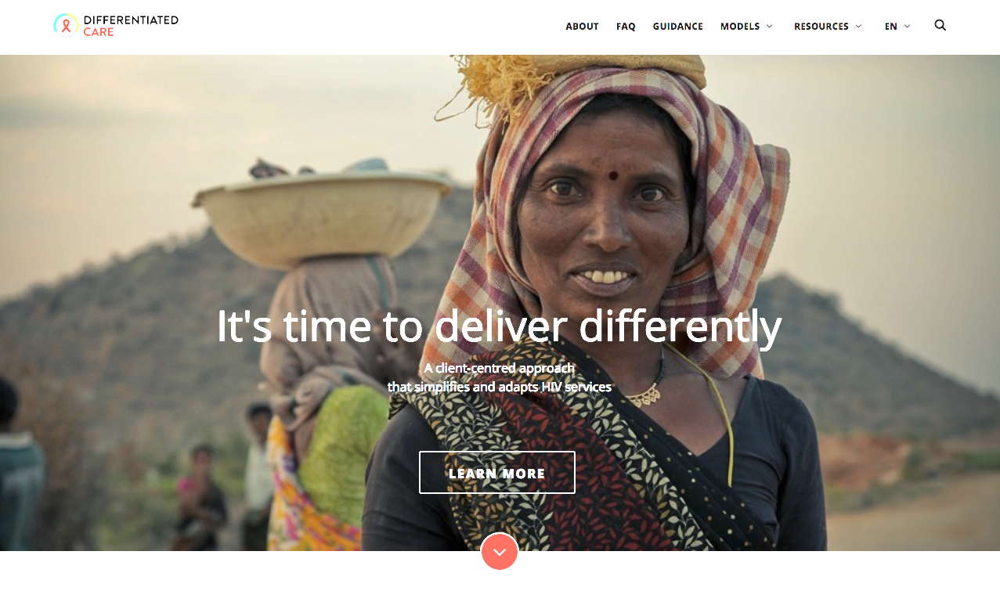 DIFFERENTIATED
CARE
ABOUT FAQ GUIDANCE MODELS RESOURCES EN
It's time to deliver differently
A client-centred approach
that simplifies and adapts HIV services
LEARN MORE